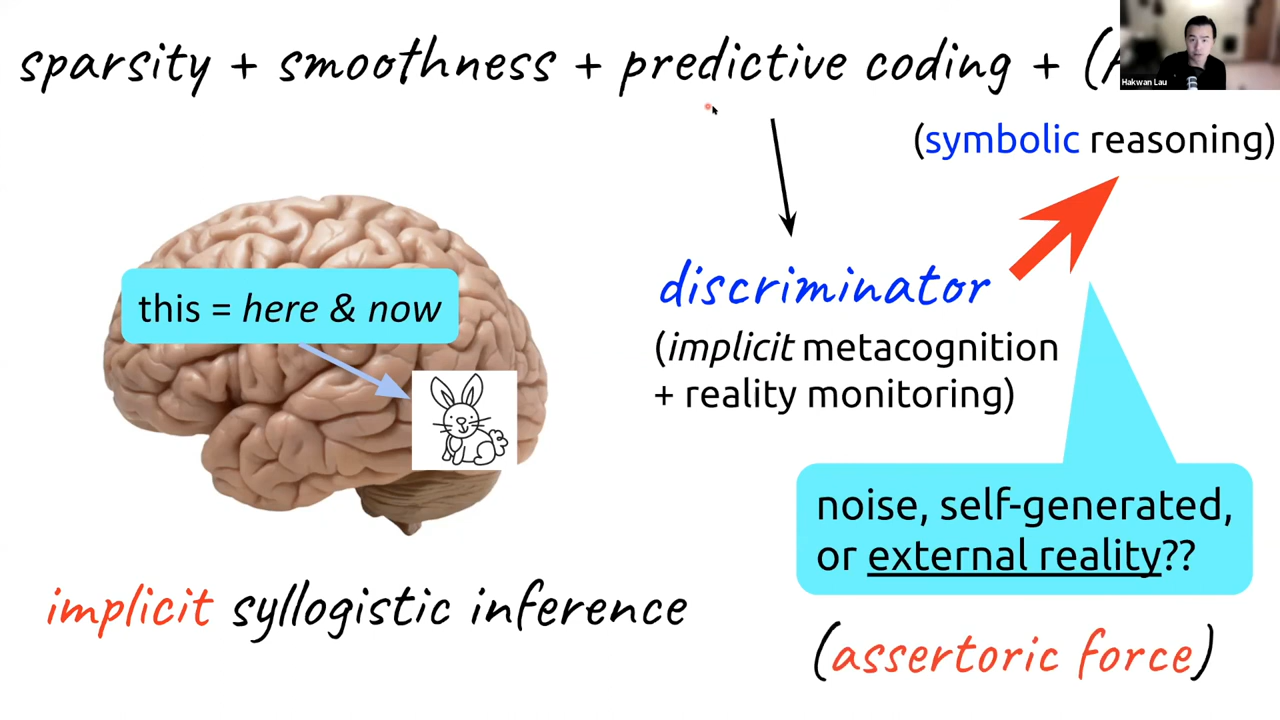 sparsity + smoothness + predictive coding + (
Hakwan Lau
(symbolic reasoning)
this = here & now
discriminator
(implicit metacognition
+ reality monitoring)
noise, self-generated,
or external reality??
implicit syllogistic inference
(assertoric force)